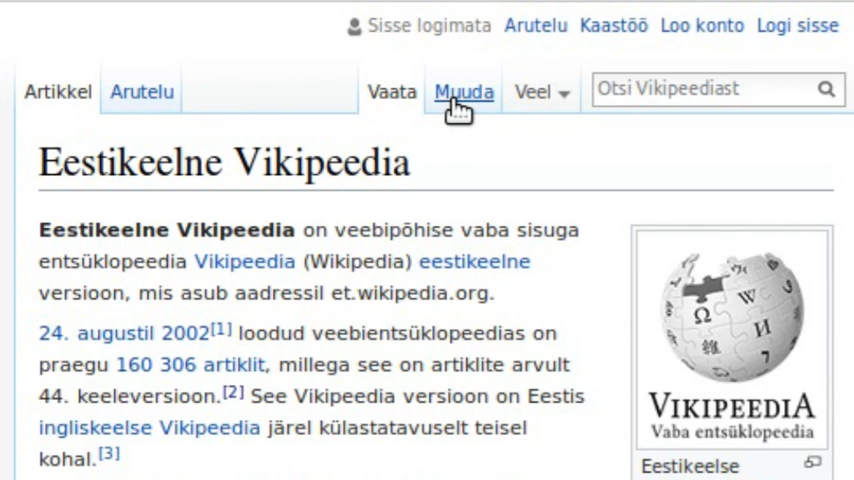 Sisse logimata Arutelu Kaastöö Loo konto Logi sisse
Artikkel Arutelu Vaata Muuda Veel Otsi Vikipeediast
Eestikeelne Vikipeedia
Eestikeelne Vikipeedia on veebipõhise vaba sisuga
entsüklopeedia Vikipeedia (Wikipedia) eestikeelne
versioon, mis asub aadressil et.wikipedia.org.
24. augustil 2002[1] loodud veebientsüklopeedias on
praegu 160 306 artiklit, millega see on artiklite arvult
44. keeleversioon.[2] See Vikipeedia versioon on Eestis
ingliskeelse Vikipeedia järel külastatavuselt teisel
kohal.[3]
Ω W И 維 7
VIKIPEEDIA
Vaba entsüklopeedia
Eestikeelse